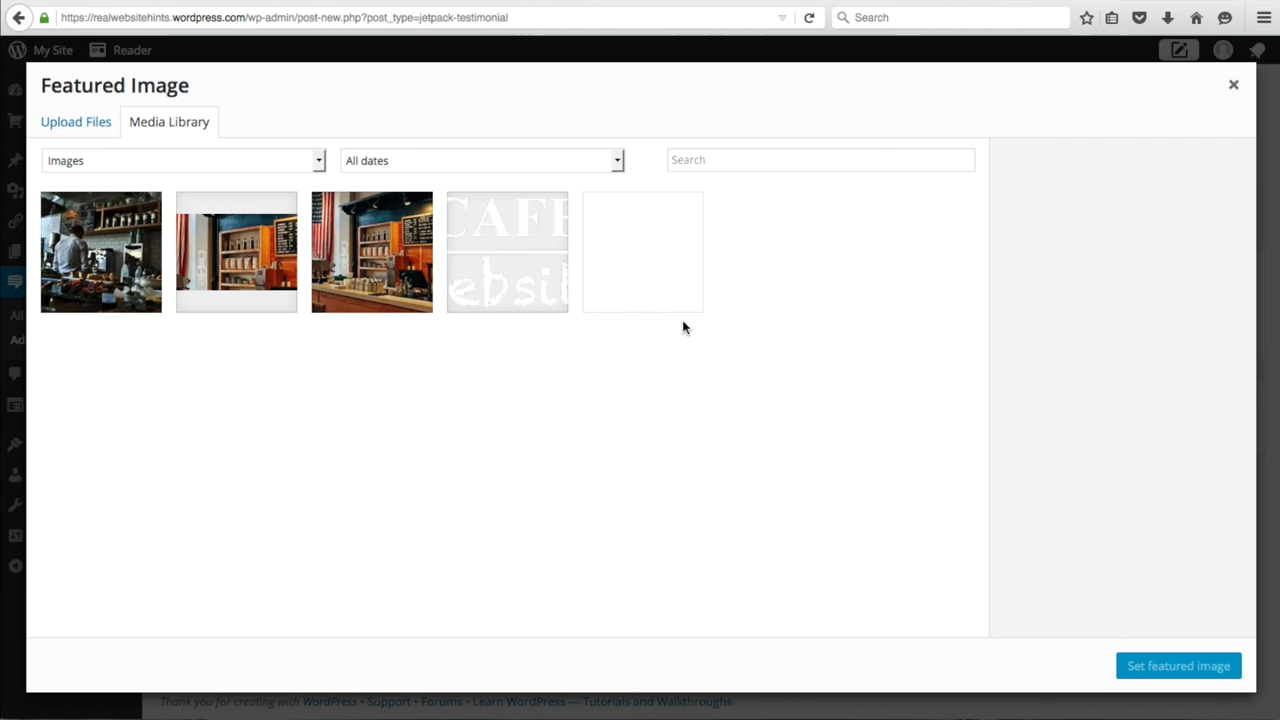 https://realwebsitehints.wordpress.com/wp-admin/post-new.php?post_type=jetpack-testimonial
Search
My Site
Reader
Featured Image
Upload Files
Media Library
Images
All dates
Search
CAFE
ebsit
All
Ad
Set featured image
Thank you for creating with WordPress • Support • Forums • Learn WordPress — Tutorials and Walkthroughs